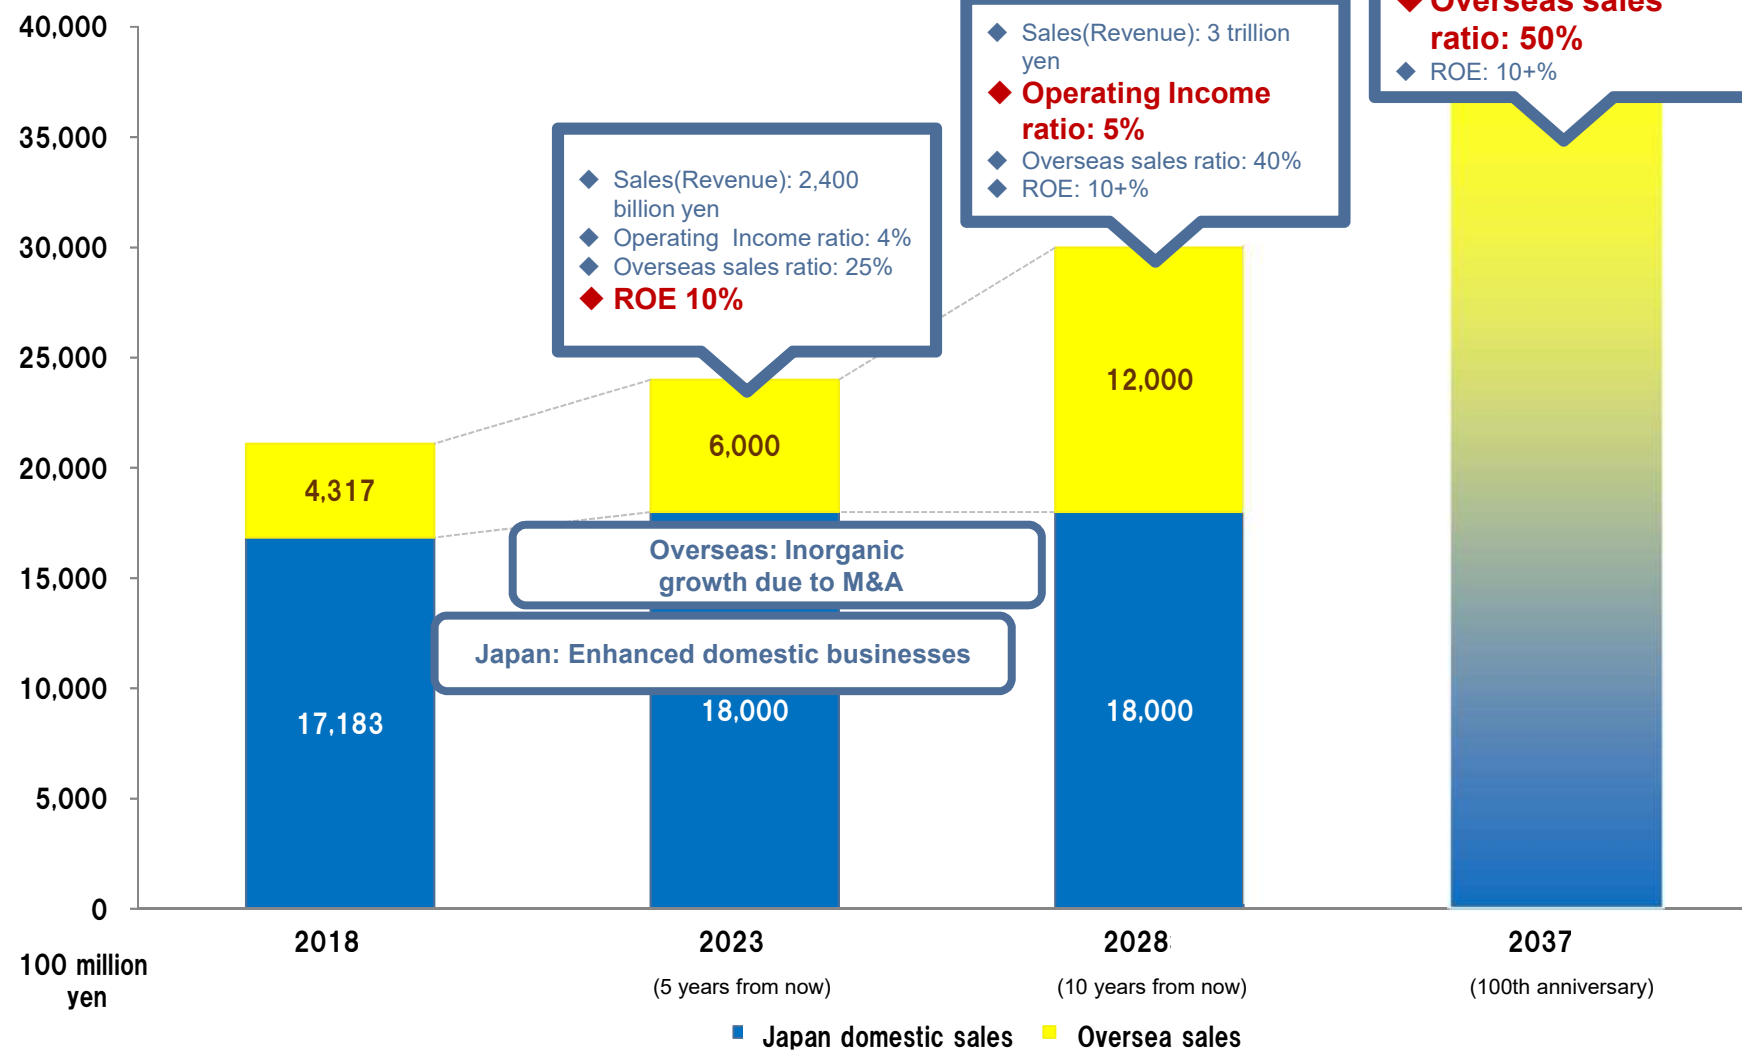 40,000
35,000
30,000
25,000
20,000
15,000
10,000
5,000
0
100 million
yen
Sales(Revenue): 2,400
billion yen
Operating Income ratio: 4%
Overseas sales ratio: 25%
ROE 10%
Sales(Revenue): 3 trillion
yen
Operating Income
ratio: 5%
Overseas sales ratio: 40%
ROE: 10+%
Overseas sales
ratio: 50%
ROE: 10+%
4,317
17,183
6,000
18,000
12,000
18,000
Overseas: Inorganic
growth due to M&A
Japan: Enhanced domestic businesses
2018
2023
(5 years from now)
2028
(10 years from now)
2037
(100th anniversary)
Japan domestic sales
Oversea sales